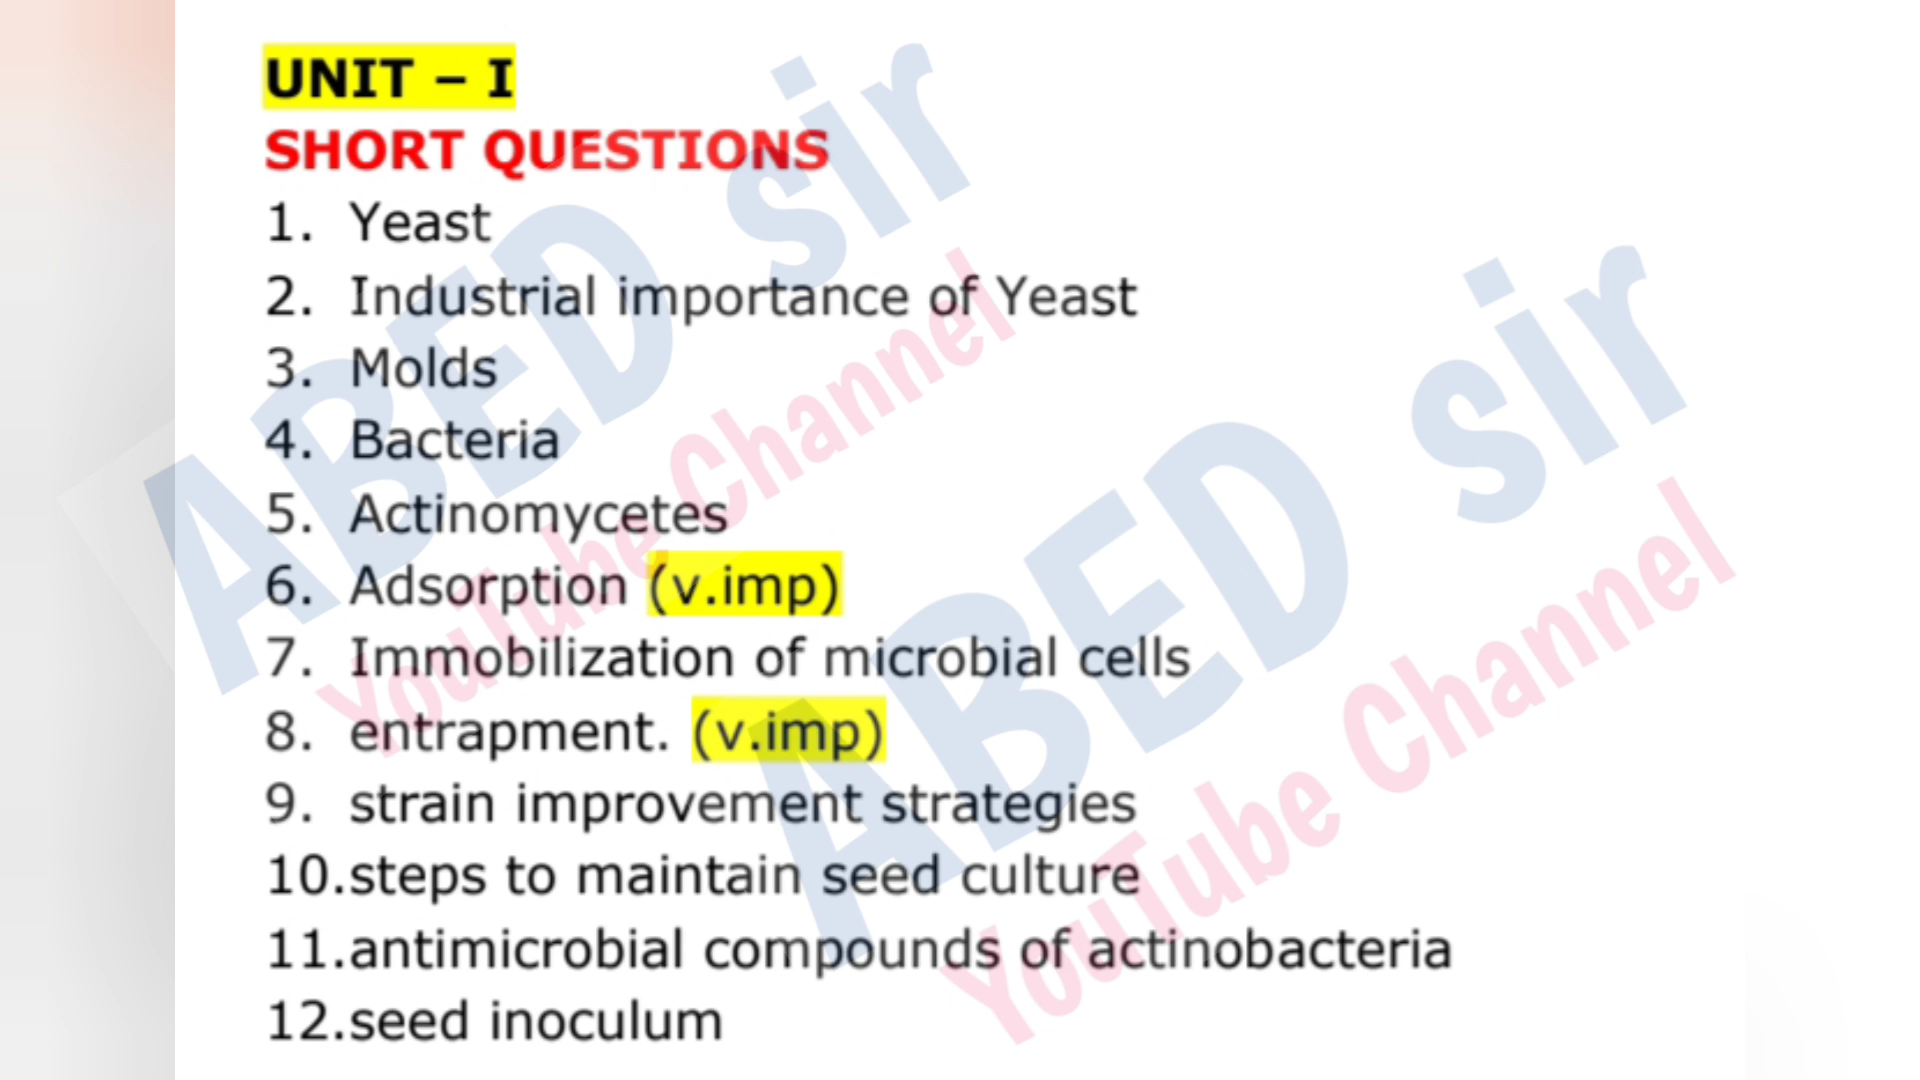 UNIT – I
SHORT QUESTIONS
1. Yeast
2. Industrial importance of Yeast
3. Molds
4. Bacteria
5. Actinomycetes
6. Adsorption (v.imp)
7. Immobilization of microbial cells
8. entrapment. (v.imp)
9. strain improvement strategies
10.steps to maintain seed culture
11.antimicrobial compounds of actinobacteria
12.seed inoculum
ABED sir
YouTube Channel
ABED sir
YouTube Channel